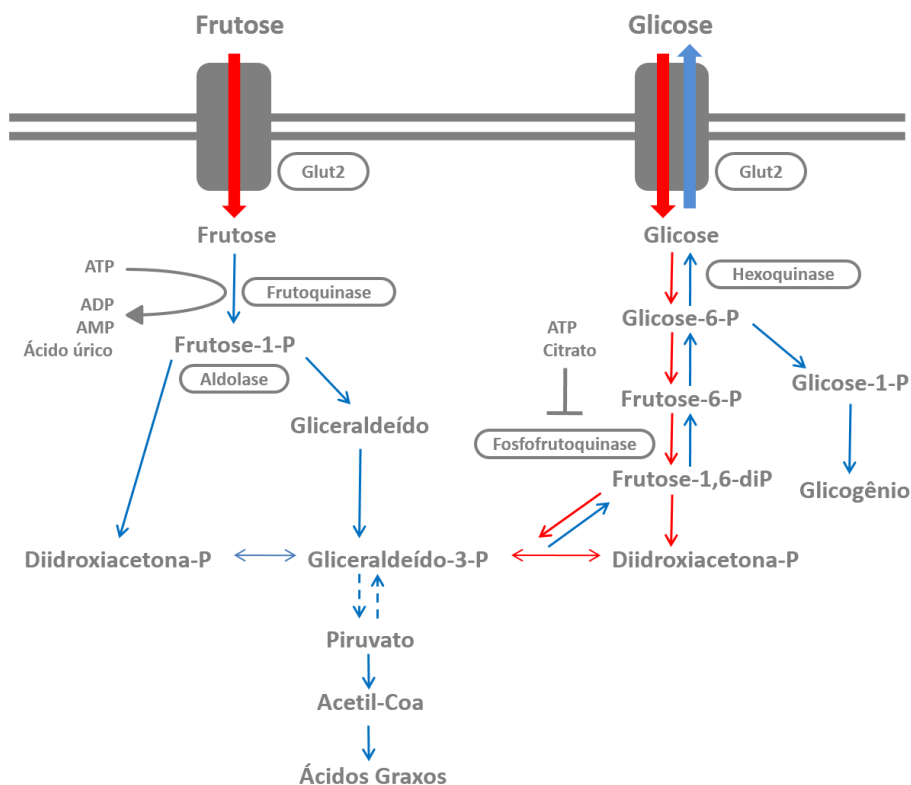 Frutose
Glicose
Glut2
Glut2
Frutose
Glicose
ATP
Hexoquinase
Frutoquinase
ADP
AMP
Ácido úrico
Glicose-6-P
ATP
Citrato
Frutose-1-P
Aldolase
Glicose-1-P
Frutose-6-P
Gliceraldeído
Fosfofrutoquinase
Frutose-1,6-diP
Glicogênio
Diidroxiacetona-P
Gliceraldeído-3-P
Diidroxiacetona-P
Piruvato
Acetil-Coa
Ácidos Graxos